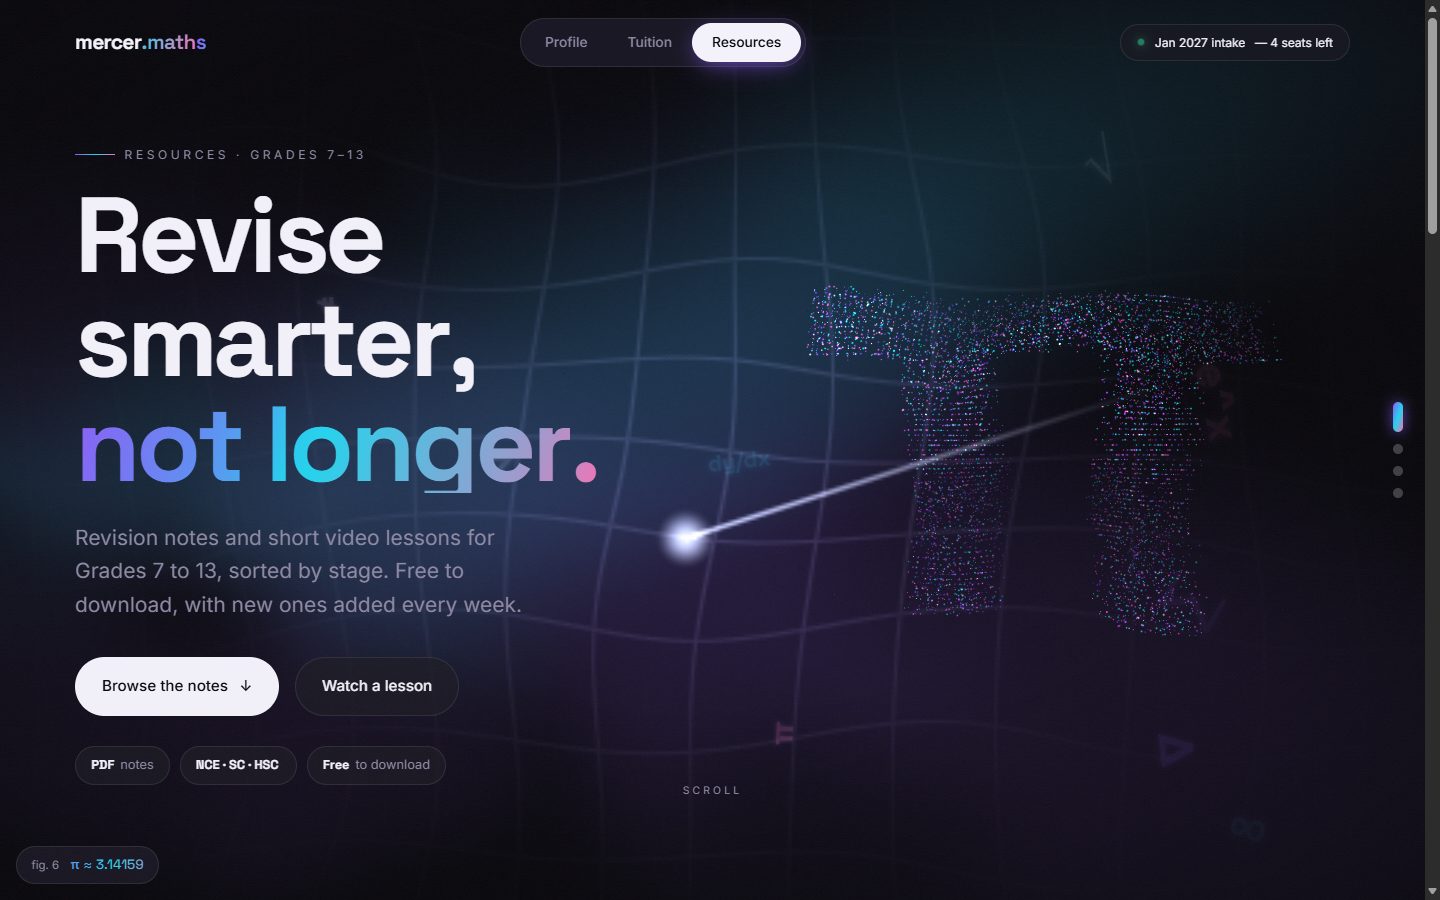 mercer.maths
Profile
Tuition
Resources
Jan 2027 intake — 4 seats left
RESOURCES · GRADES 7–13
Revise
smarter,
not longer.
Revision notes and short video lessons for
Grades 7 to 13, sorted by stage. Free to
download, with new ones added every week.
dy/dx
√
π
Browse the notes ↓
Watch a lesson
PDF notes
NCE · SC · HSC
Free to download
π
∞
SCROLL
fig. 6 π ≈ 3.14159